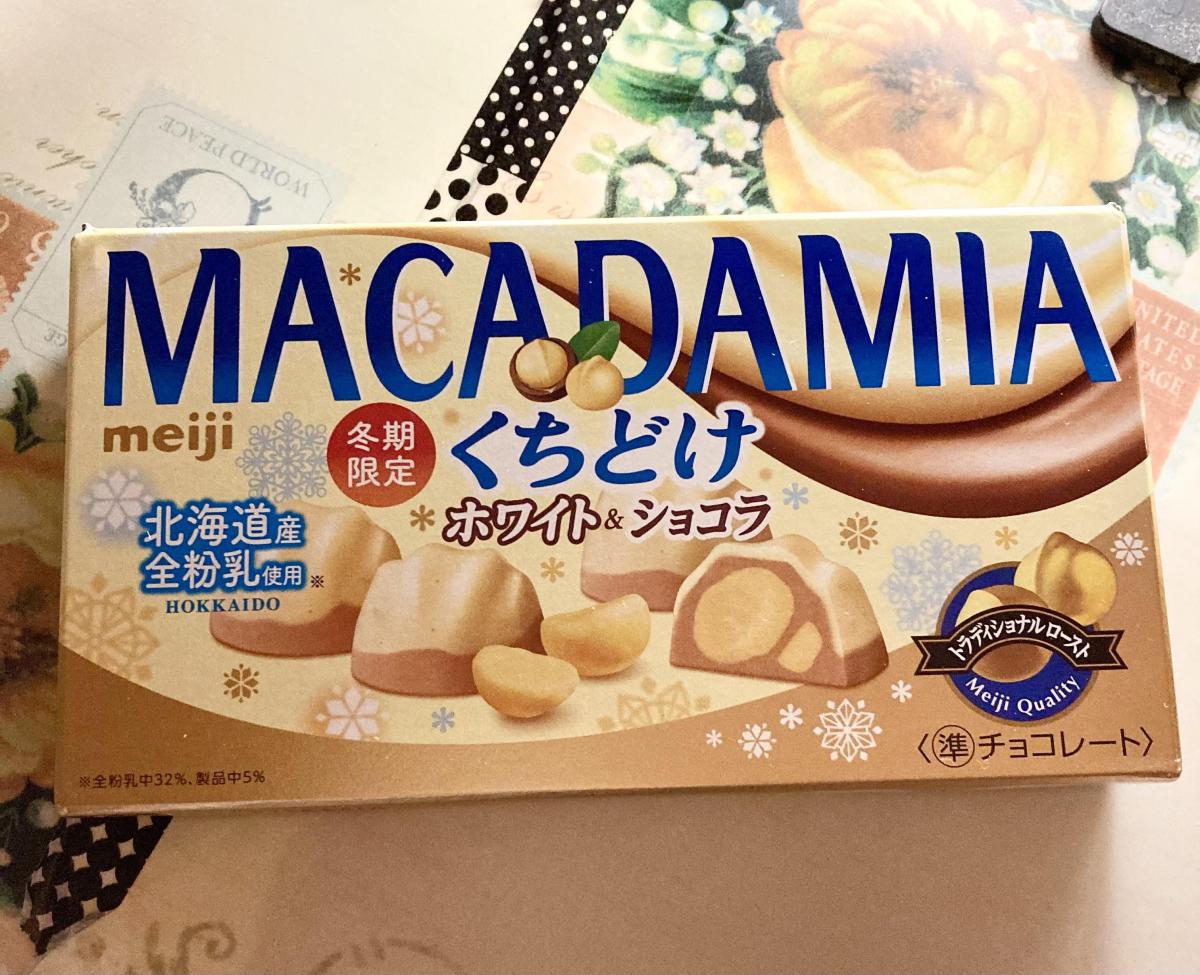 WORLD PEACE
MACADAMIA
meiji
冬期
限定
くちどけ
ホワイト&ショコラ
北海道産
全粉乳使用※
HOKKAIDO
トラディショナルロースト
Meiji Quality
〈準チョコレート〉
※全粉乳中32%、製品中5%